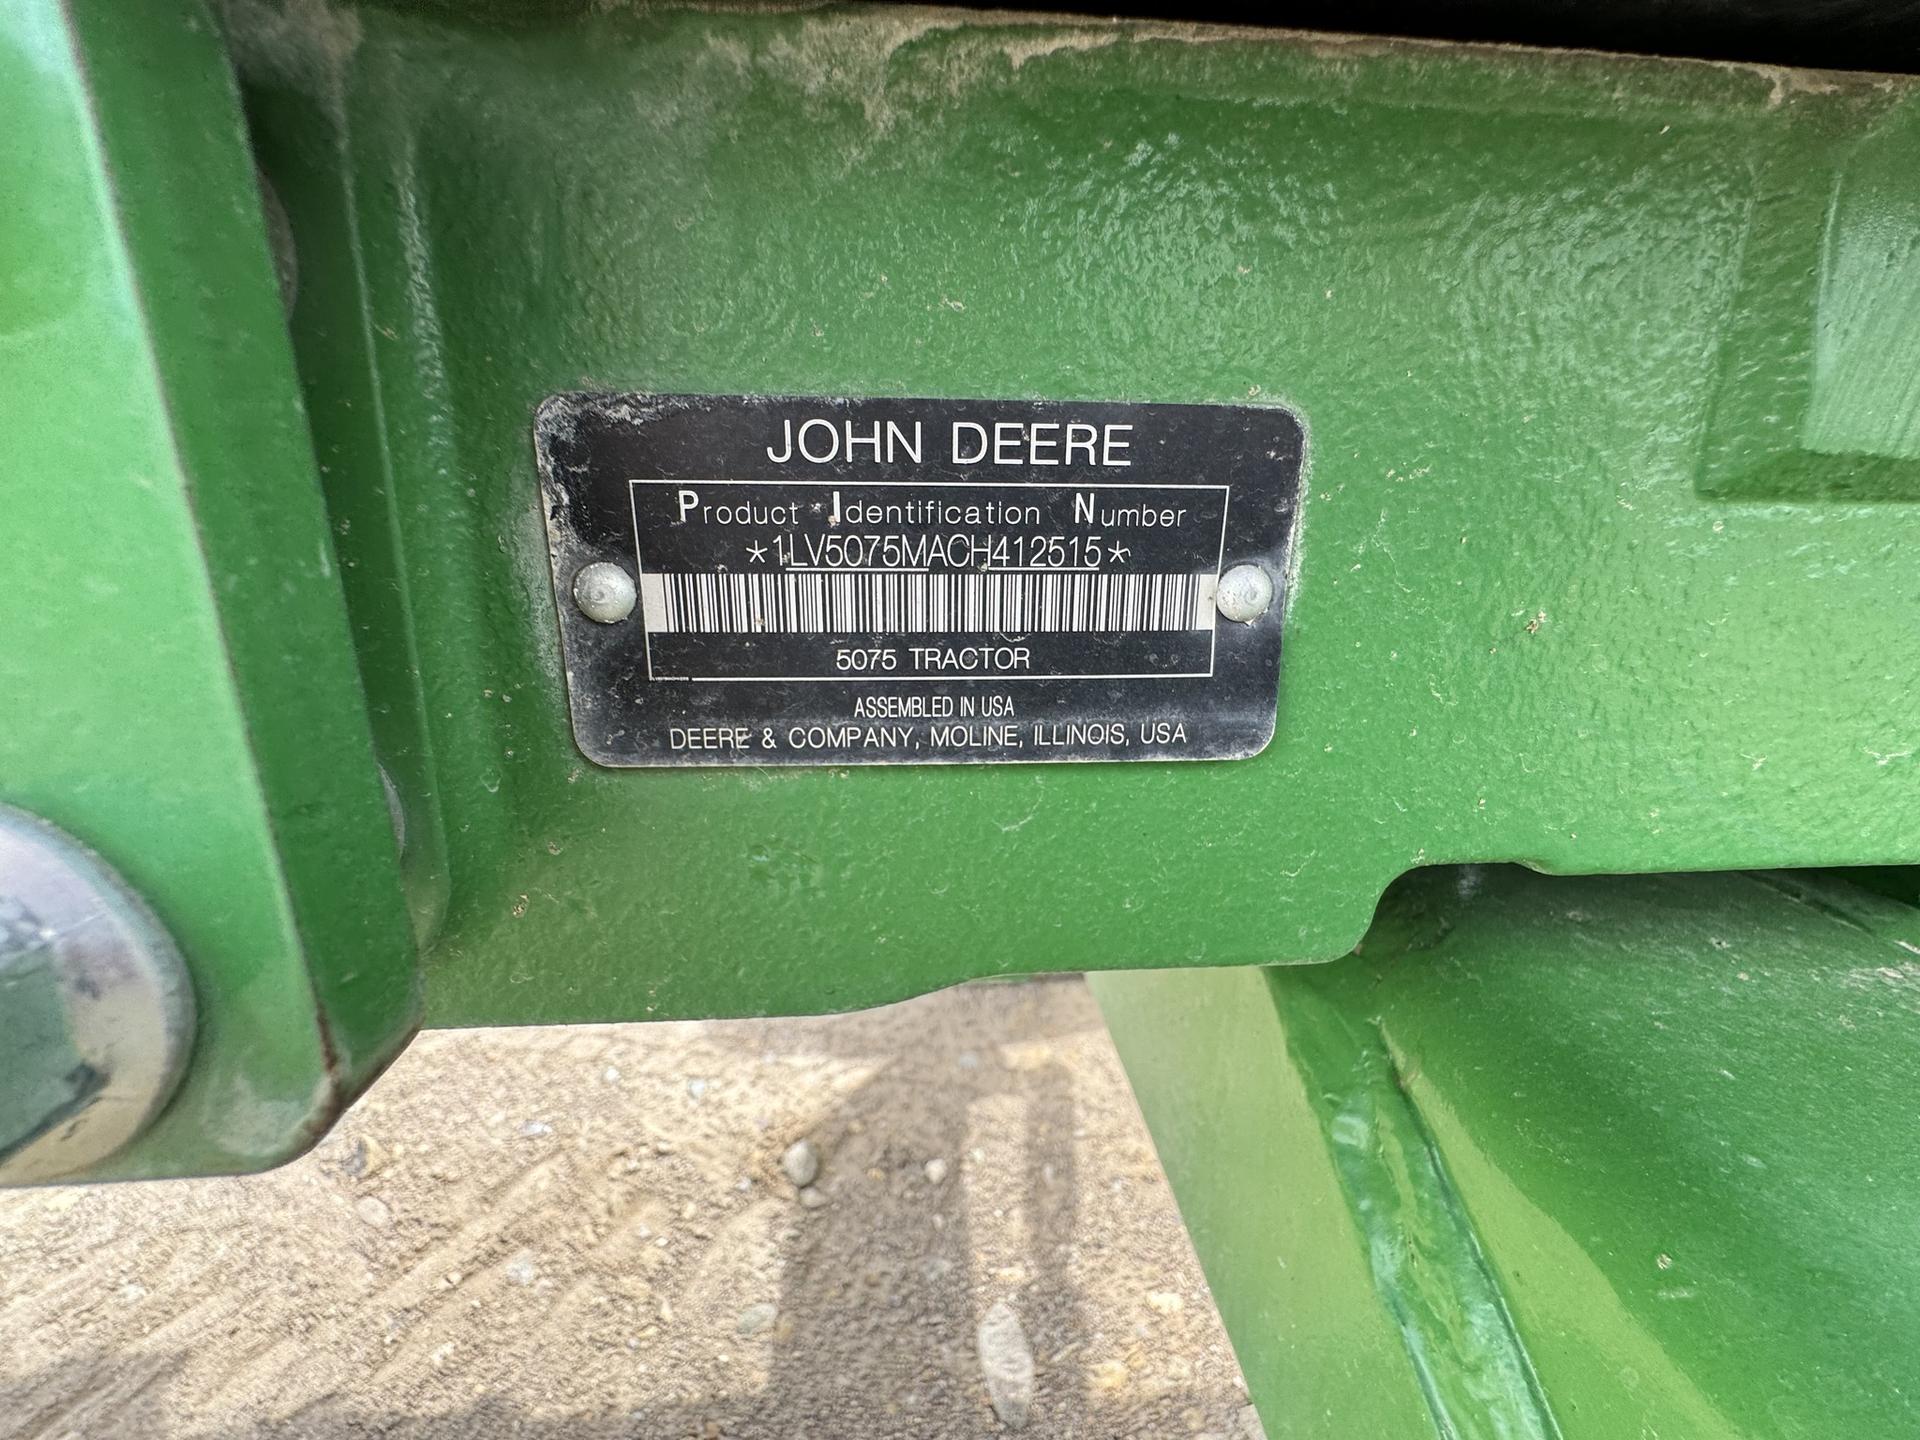 JOHN DEERE
Product Identification Number
*1LV5075MACH412515*
5075 TRACTOR
ASSEMBLED IN USA
DEERE & COMPANY, MOLINE, ILLINOIS, USA